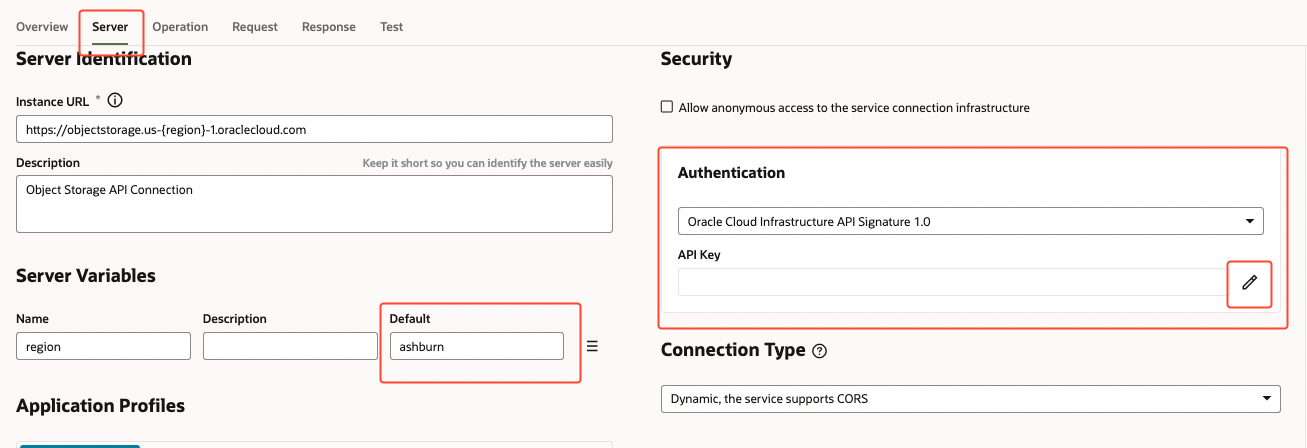 Overview Server Operation Request Response Test
Server Identification
Instance URL *
https://objectstorage.us-{region}-1.oraclecloud.com
Description Keep it short so you can identify the server easily
Object Storage API Connection
Server Variables
Name Description Default
region ashburn
Application Profiles
Security
Allow anonymous access to the service connection infrastructure
Authentication
Oracle Cloud Infrastructure API Signature 1.0
API Key
Connection Type
Dynamic, the service supports CORS